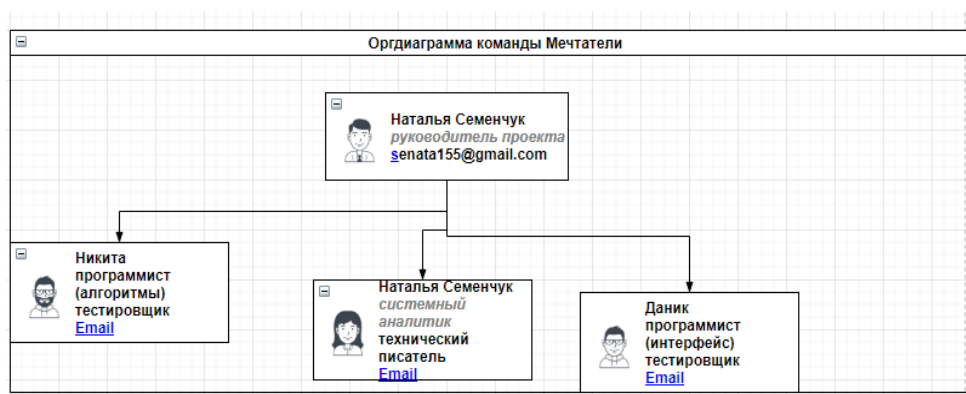 Оргдиаграмма команды Мечтатели
Наталья Семенчук
руководитель проекта
senata155@gmail.com
Никита
программист
(алгоритмы)
тестировщик
Email
Наталья Семенчук
системный
аналитик
технический
писатель
Email
Даник
программист
(интерфейс)
тестировщик
Email